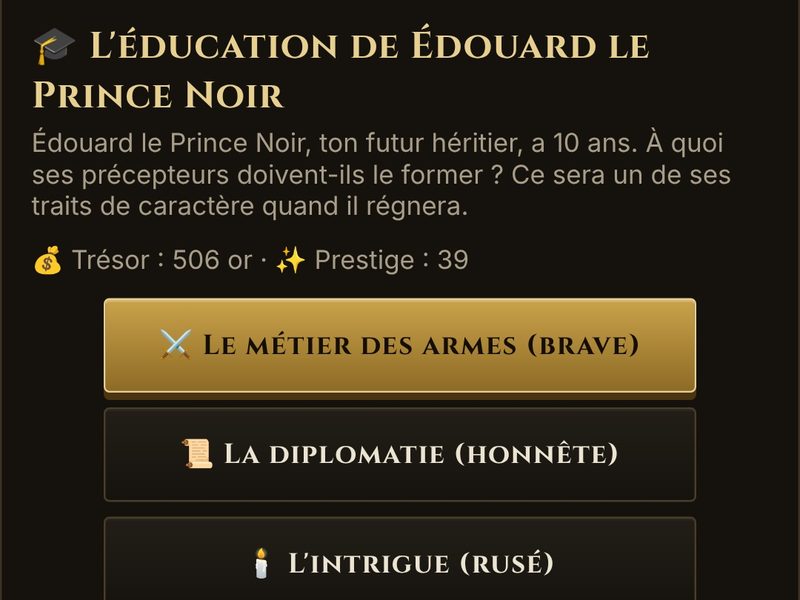 🎓 L'éducation de Édouard le
Prince Noir
Édouard le Prince Noir, ton futur héritier, a 10 ans. À quoi
ses précepteurs doivent-ils le former ? Ce sera un de ses
traits de caractère quand il régnera.
💰 Trésor : 506 or · ✨ Prestige : 39
⚔️ Le métier des armes (brave)
📜 La diplomatie (honnête)
🕯️ L'intrigue (rusé)